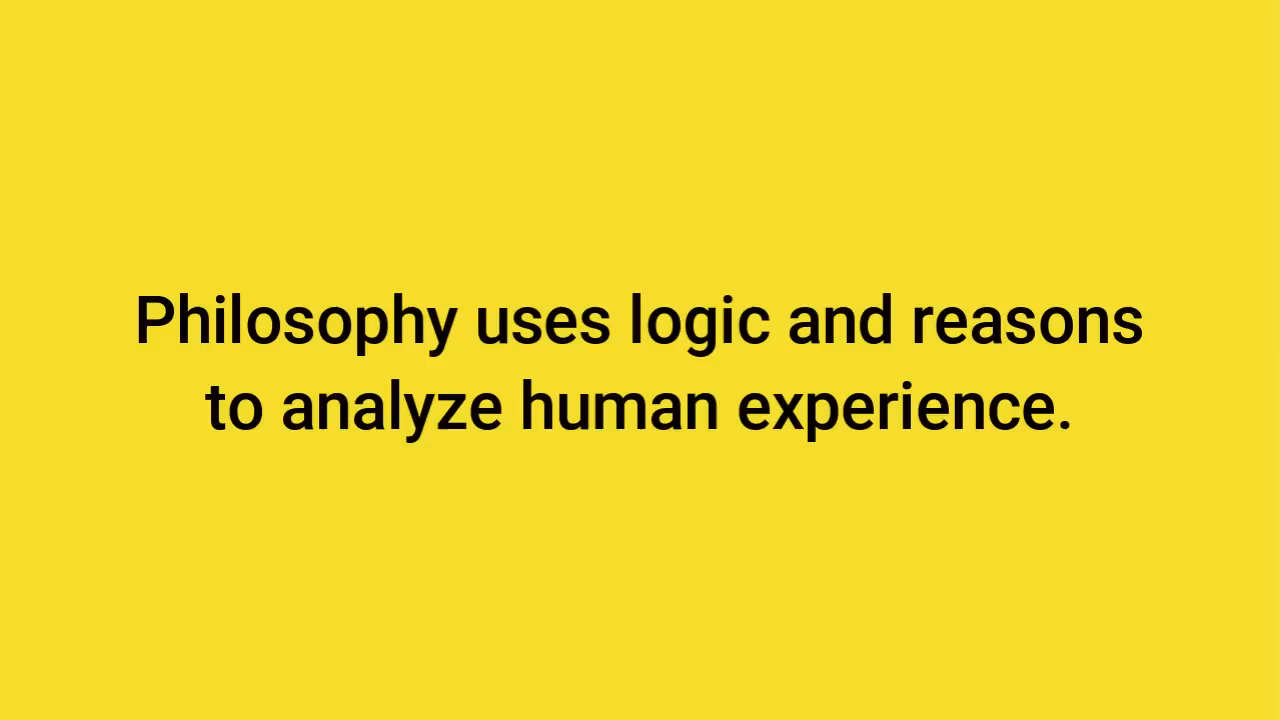 Philosophy uses logic and reasons
to analyze human experience.